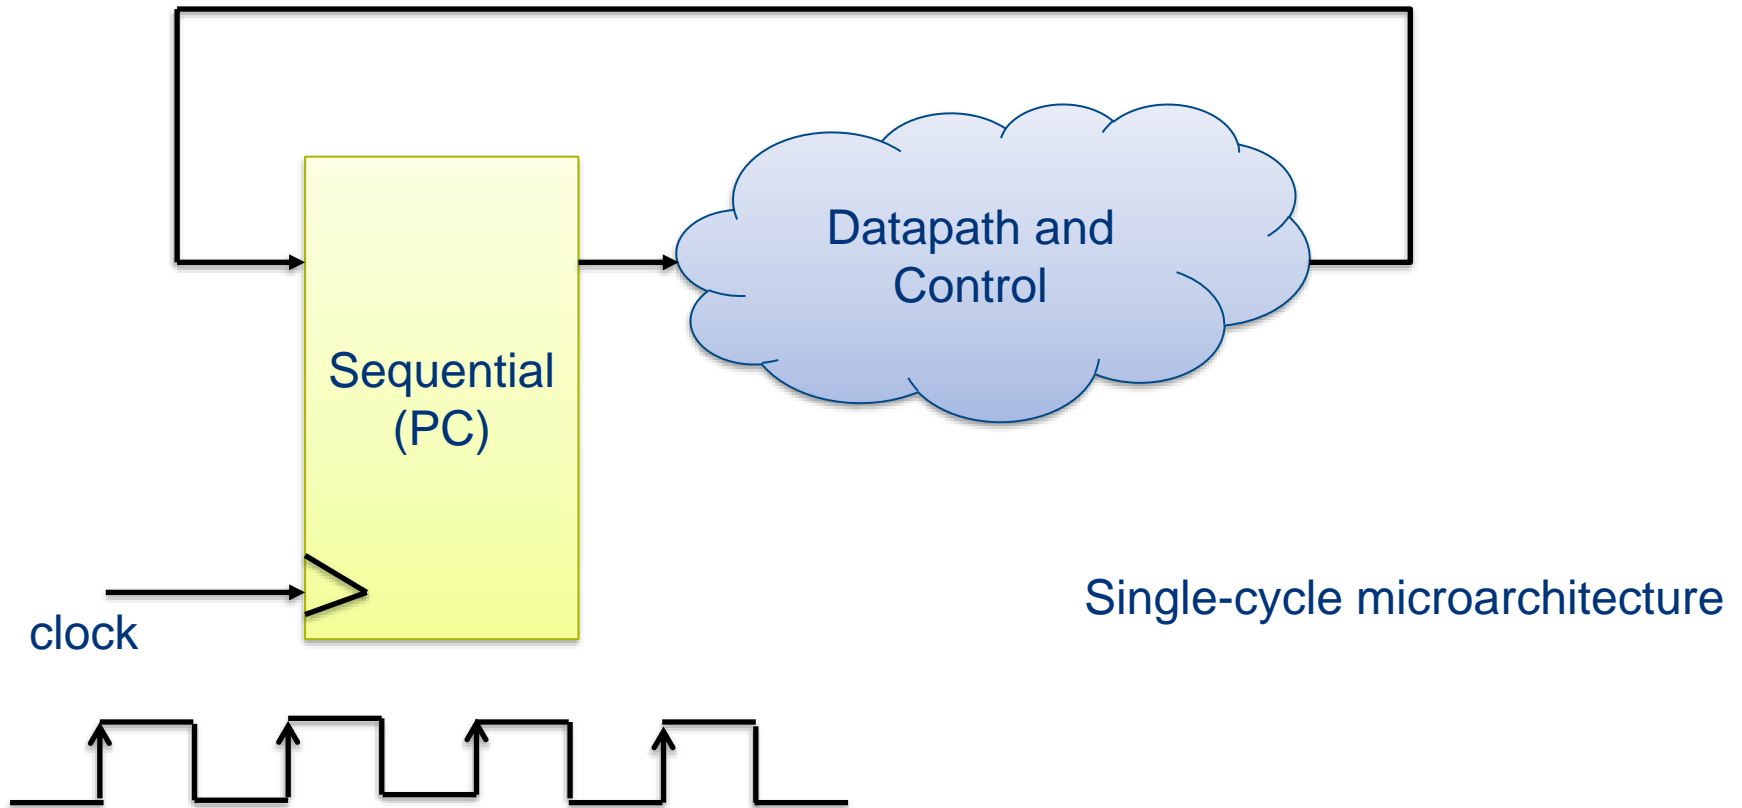 Datapath and
Control
Sequential
(PC)
clock
Single-cycle microarchitecture